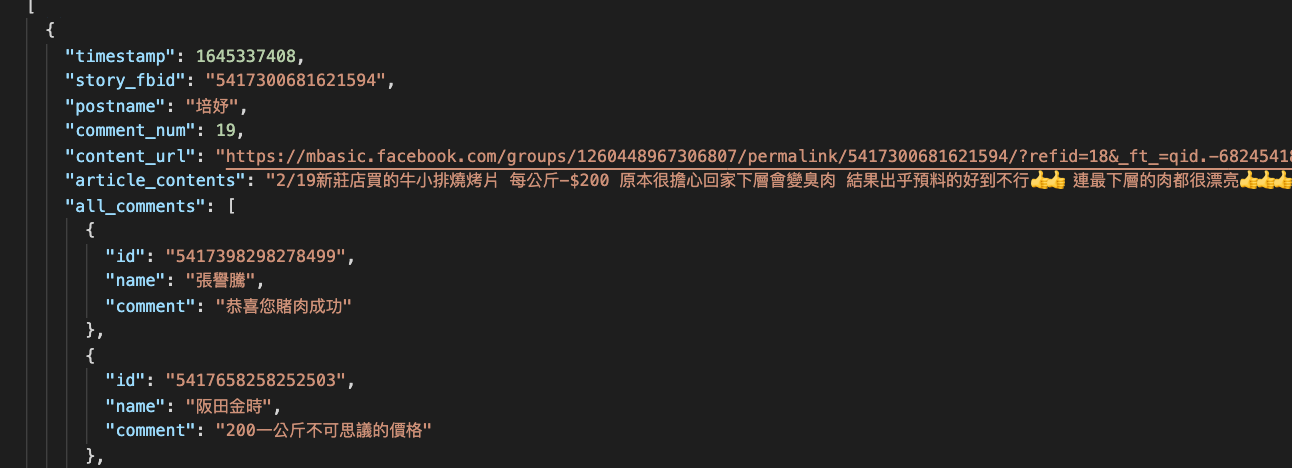 [
{
"timestamp": 1645337408,
"story_fbid": "5417300681621594",
"postname": "培妤",
"comment_num": 19,
"content_url": "https://mbasic.facebook.com/groups/1260448967306807/permalink/5417300681621594/?refid=18&_ft_=qid.-68245418
"article_contents": "2/19新莊店買的牛小排燒烤片 每公斤-$200 原本很擔心回家下層會變臭肉 結果出乎預料的好到不行👍👍 連最下層的肉都很漂亮👍👍👍
"all_comments": [
{
"id": "5417398298278499",
"name": "張譽騰",
"comment": "恭喜您賭肉成功"
},
{
"id": "5417658258252503",
"name": "阪田金時",
"comment": "200一公斤不可思議的價格"
},